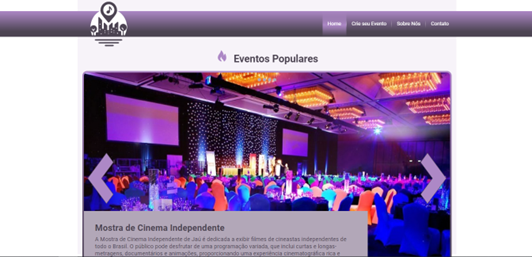 Home
Crie seu Evento
Sobre Nós
Contato
Eventos Populares
Mostra de Cinema Independente
A Mostra de Cinema Independente de Jaú é dedicada a exibir filmes de cineastas independentes de
todo o Brasil. O público pode desfrutar de uma programação variada, que inclui curtas e longas-
metragens, documentários e animações, proporcionando uma experiência cinematográfica rica e